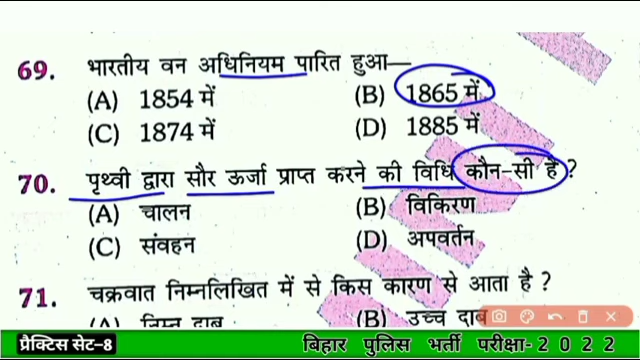 69. भारतीय वन अधिनियम पारित हुआ—
(A) 1854 में (B) 1865 में
(C) 1874 में (D) 1885 में
70. पृथ्वी द्वारा सौर ऊर्जा प्राप्त करने की विधि कौन-सी है ?
(A) चालन (B) विकिरण
(C) संवहन (D) अपवर्तन
71. चक्रवात निम्नलिखित में से किस कारण से आता है ?
(A) निम्न दाब (B) उच्च दाब
प्रैक्टिस सेट–8 बिहार पुलिस भर्ती परीक्षा-2022